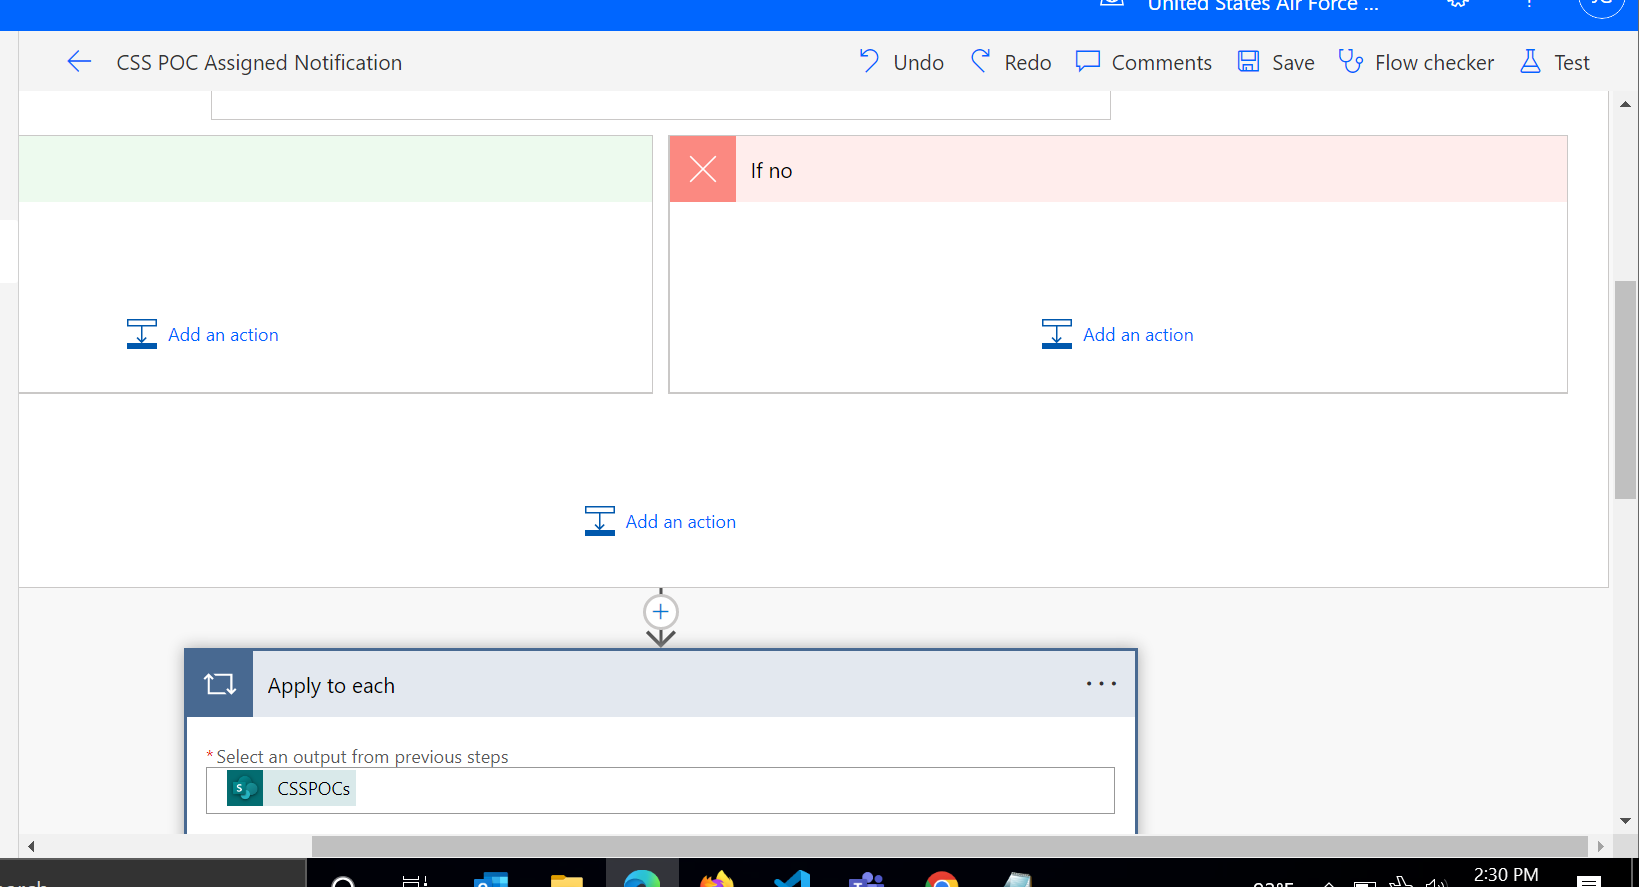 United States Air Force ...
CSS POC Assigned Notification
Undo
Redo
Comments
Save
Flow checker
Test
If no
Add an action
Add an action
Add an action
Apply to each
* Select an output from previous steps
CSSPOCs
2:30 PM